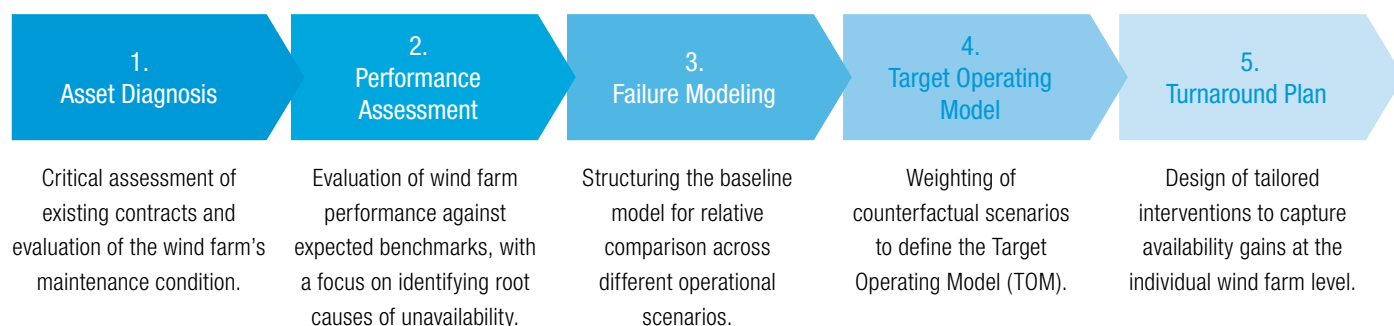 1.
Asset Diagnosis
2.
Performance
Assessment
3.
Failure Modeling
4.
Target Operating
Model
5.
Turnaround Plan
Critical assessment of
existing contracts and
evaluation of the wind farm's
maintenance condition.
Evaluation of wind farm
performance against
expected benchmarks, with
a focus on identifying root
causes of unavailability.
Structuring the baseline
model for relative
comparison across
different operational
scenarios.
Weighting of
counterfactual scenarios
to define the Target
Operating Model (TOM).
Design of tailored
interventions to capture
availability gains at the
individual wind farm level.